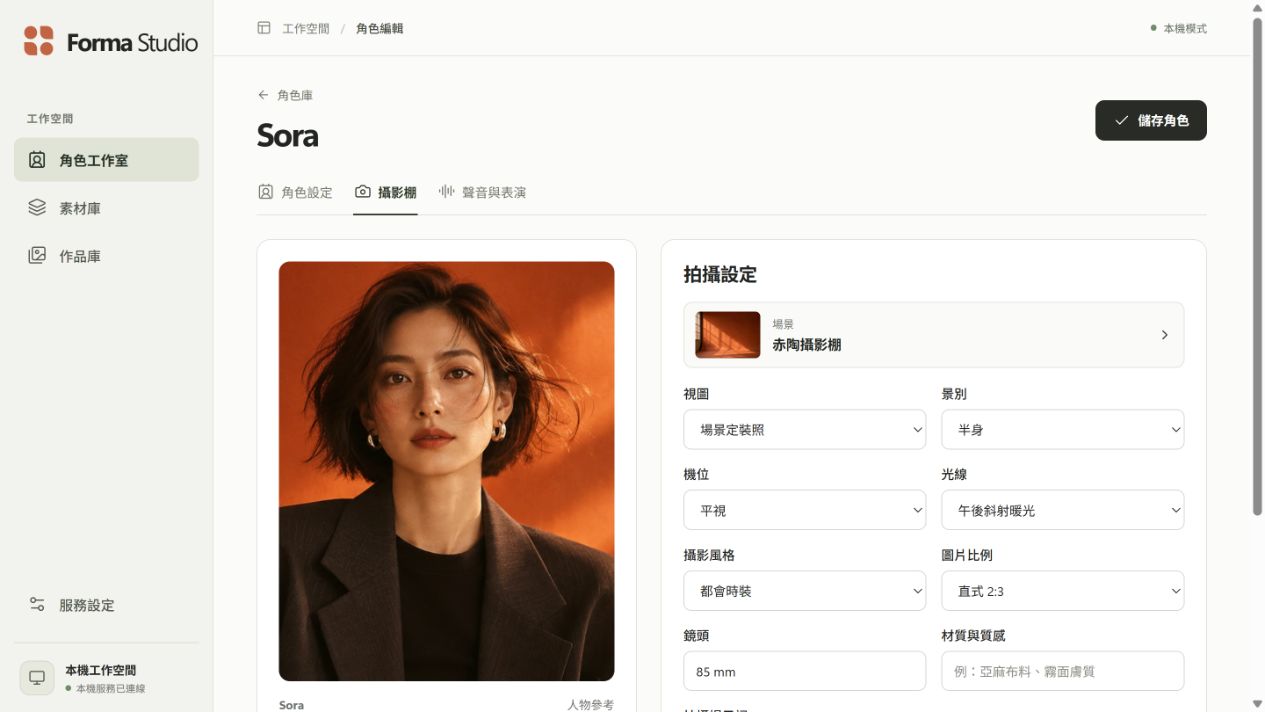 Forma Studio
工作空間
角色工作室
素材庫
作品庫
服務設定
本機工作空間
本機服務已連線
工作空間 / 角色編輯
本機模式
角色庫
Sora
儲存角色
角色設定
攝影棚
聲音與表演
Sora
人物參考
拍攝設定
場景
赤陶攝影棚
視圖
景別
場景定裝照
半身
機位
光線
平視
午後斜射暖光
攝影風格
圖片比例
都會時裝
直式 2:3
鏡頭
材質與質感
85 mm
例：亞麻布料、霧面膚質